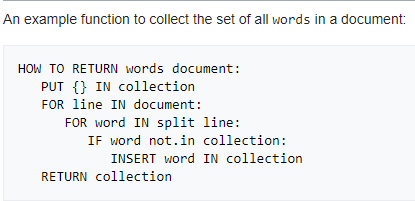 An example function to collect the set of all words in a document:
HOW TO RETURN words document:
   PUT {} IN collection
   FOR line IN document:
      FOR word IN split line:
         IF word not.in collection:
            INSERT word IN collection
   RETURN collection